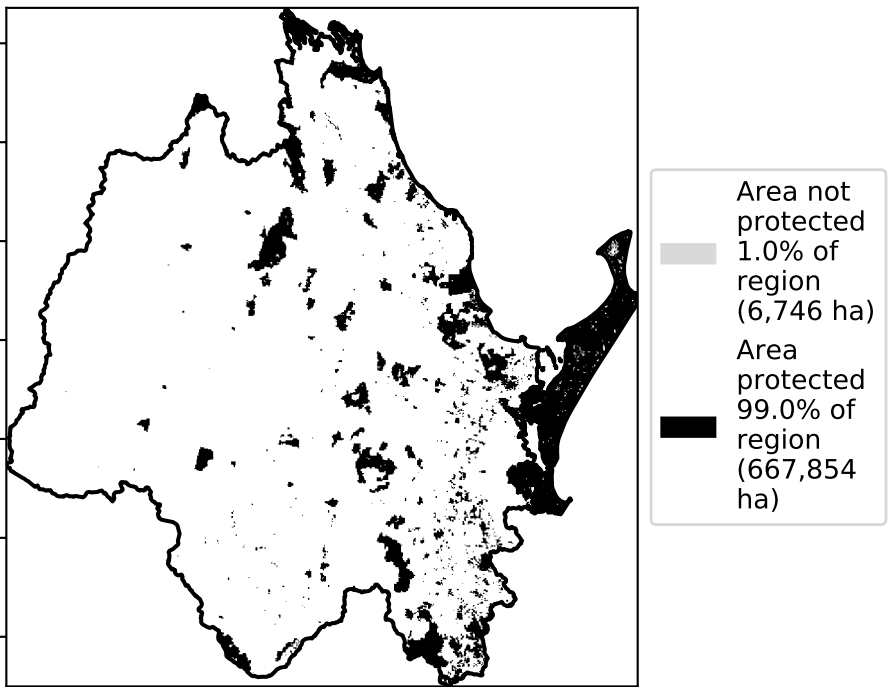 Area not
protected
1.0% of
region
(6,746 ha)
Area
protected
99.0% of
region
(667,854
ha)